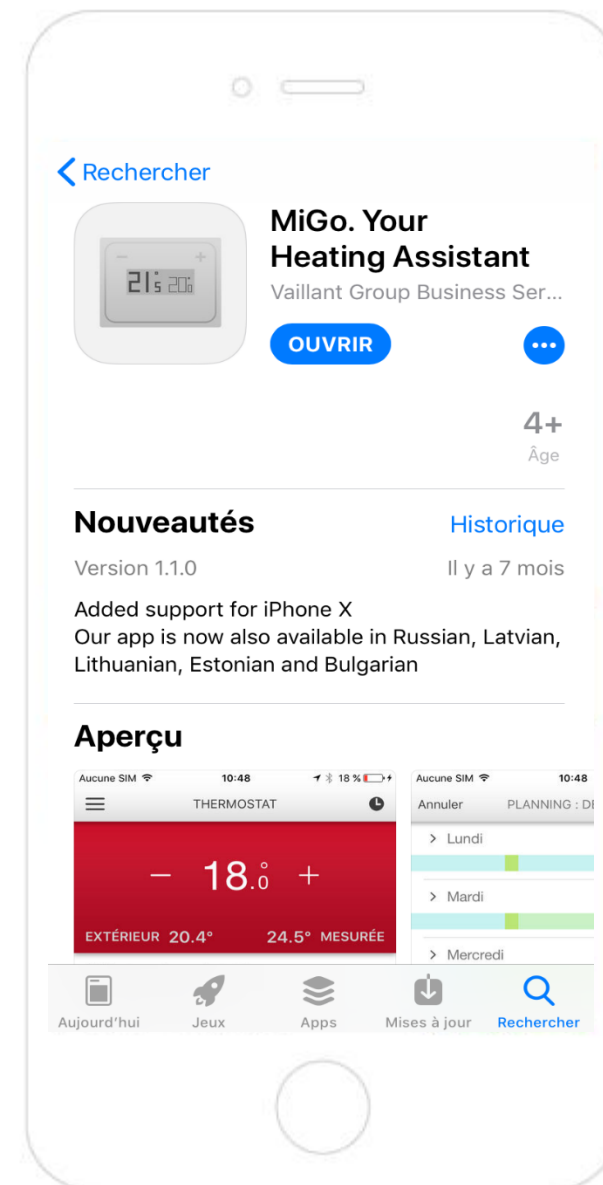 Rechercher
21.5 20.0
MiGo. Your
Heating Assistant
Vaillant Group Business Ser...
OUVRIR
4+
Âge
Nouveautés Historique
Version 1.1.0 Il y a 7 mois
Added support for iPhone X
Our app is now also available in Russian, Latvian,
Lithuanian, Estonian and Bulgarian
Aperçu
Aucune SIM 10:48 18 %
THERMOSTAT
− 18.0° +
EXTÉRIEUR 20.4° 24.5° MESURÉE
Aucune SIM 10:48
Annuler PLANNING : DE
> Lundi
> Mardi
> Mercredi
Aujourd'hui Jeux Apps Mises à jour Rechercher